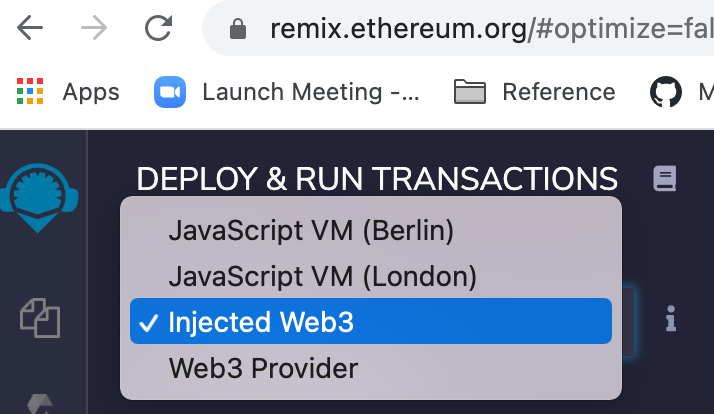 remix.ethereum.org/#optimize=fal
Apps Launch Meeting -... Reference M
DEPLOY & RUN TRANSACTIONS
JavaScript VM (Berlin)
JavaScript VM (London)
✓ Injected Web3
Web3 Provider